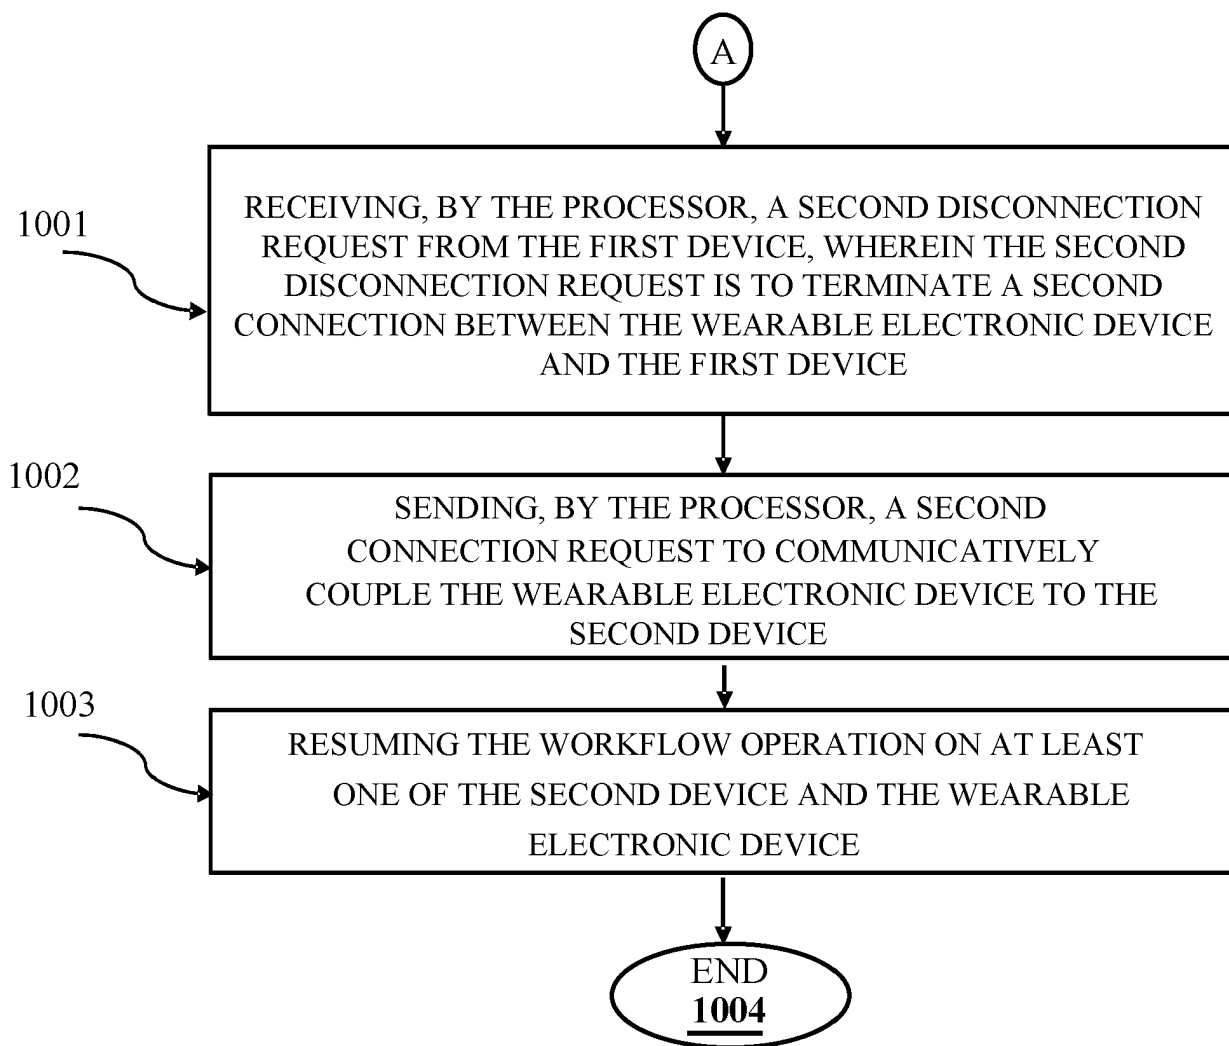 A
1001
RECEIVING, BY THE PROCESSOR, A SECOND DISCONNECTION
REQUEST FROM THE FIRST DEVICE, WHEREIN THE SECOND
DISCONNECTION REQUEST IS TO TERMINATE A SECOND
CONNECTION BETWEEN THE WEARABLE ELECTRONIC DEVICE
AND THE FIRST DEVICE
1002
SENDING, BY THE PROCESSOR, A SECOND
CONNECTION REQUEST TO COMMUNICATIVELY
COUPLE THE WEARABLE ELECTRONIC DEVICE TO THE
SECOND DEVICE
1003
RESUMING THE WORKFLOW OPERATION ON AT LEAST
ONE OF THE SECOND DEVICE AND THE WEARABLE
ELECTRONIC DEVICE
END
1004